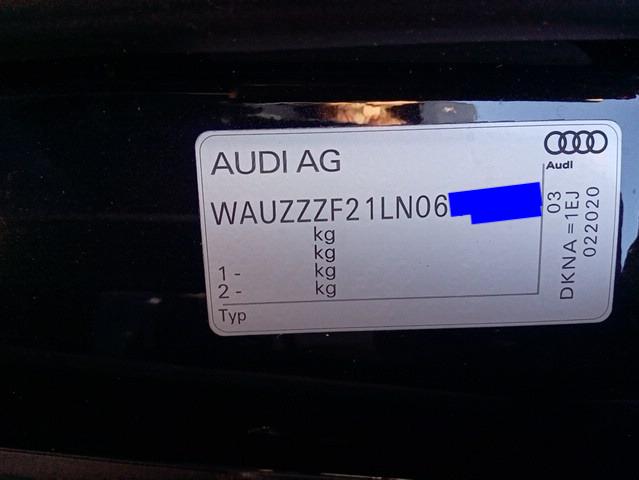 AUDI AG
Audi
WAUZZZF21LN06
kg
kg
1 - kg
2 - kg
Typ
03
DKNA =1EJ
022020